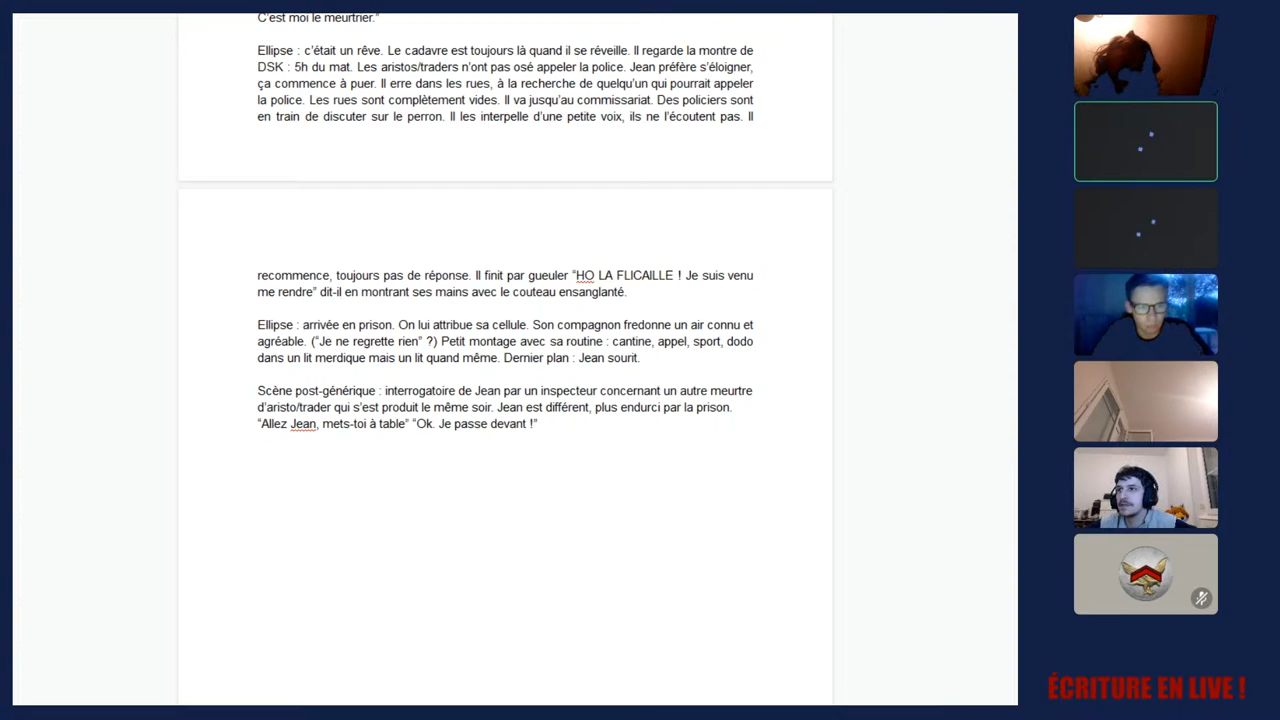 C'est moi le meurtrier."
Ellipse : c'était un rêve. Le cadavre est toujours là quand il se réveille. Il regarde la montre de
DSK : 5h du mat. Les aristos/traders n'ont pas osé appeler la police. Jean préfère s'éloigner,
ça commence à puer. Il erre dans les rues, à la recherche de quelqu'un qui pourrait appeler
la police. Les rues sont complètement vides. Il va jusqu'au commissariat. Des policiers sont
en train de discuter sur le perron. Il les interpelle d'une petite voix, ils ne l'écoutent pas. Il
recommence, toujours pas de réponse. Il finit par gueuler “HO LA FLICAILLE ! Je suis venu
me rendre” dit-il en montrant ses mains avec le couteau ensanglanté.
Ellipse : arrivée en prison. On lui attribue sa cellule. Son compagnon fredonne un air connu et
agréable. (“Je ne regrette rien” ?) Petit montage avec sa routine : cantine, appel, sport, dodo
dans un lit merdique mais un lit quand même. Dernier plan : Jean sourit.
Scène post-générique : interrogatoire de Jean par un inspecteur concernant un autre meurtre
d'aristo/trader qui s'est produit le même soir. Jean est différent, plus endurci par la prison.
“Allez Jean, mets-toi à table” “Ok. Je passe devant !”
ÉCRITURE EN LIVE !